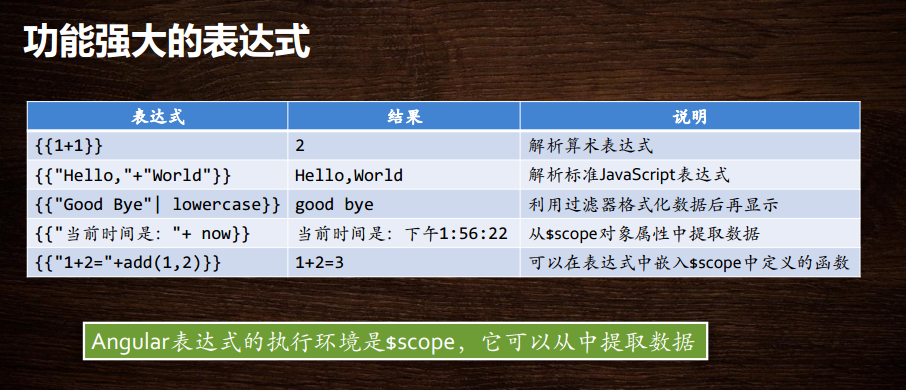 功能强大的表达式
表达式 结果 说明
{{1+1}} 2 解析算术表达式
{{"Hello,"+"World"}} Hello,World 解析标准JavaScript表达式
{{"Good Bye"| lowercase}} good bye 利用过滤器格式化数据后再显示
{{"当前时间是："+ now}} 当前时间是：下午1:56:22 从$scope对象属性中提取数据
{{"1+2="+add(1,2)}} 1+2=3 可以在表达式中嵌入$scope中定义的函数
Angular表达式的执行环境是$scope，它可以从中提取数据